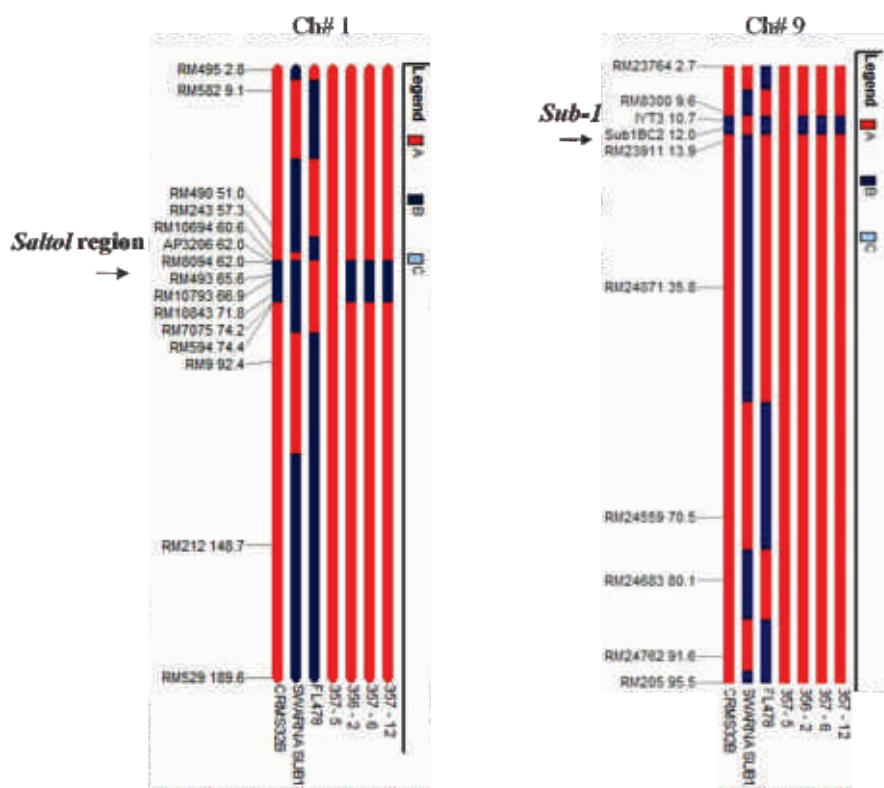 Ch# 1
RM495 2.8
RM582 9.1
RM490 51.0
RM243 57.3
RM10694 60.6
AP3206 62.0
RM8094 62.0
RM493 65.6
RM10793 66.9
RM10843 71.8
RM7075 74.2
RM594 74.4
RM9 92.4
RM212 148.7
RM529 189.6
Saltol region
CRMS32B
SWARNA SUB1
FL478
357 - 5
356 - 2
357 - 6
357 - 12
Legend
A
B
C
Ch# 9
RM23764 2.7
RM8300 9.6
IYT3 10.7
Sub1BC2 12.0
RM23911 13.9
RM24871 35.8
RM24559 70.5
RM24683 80.1
RM24762 91.6
RM205 95.5
Sub-1
CRMS32B
SWARNA SUB1
FL478
357 - 5
356 - 2
357 - 6
357 - 12
Legend
A
B
C